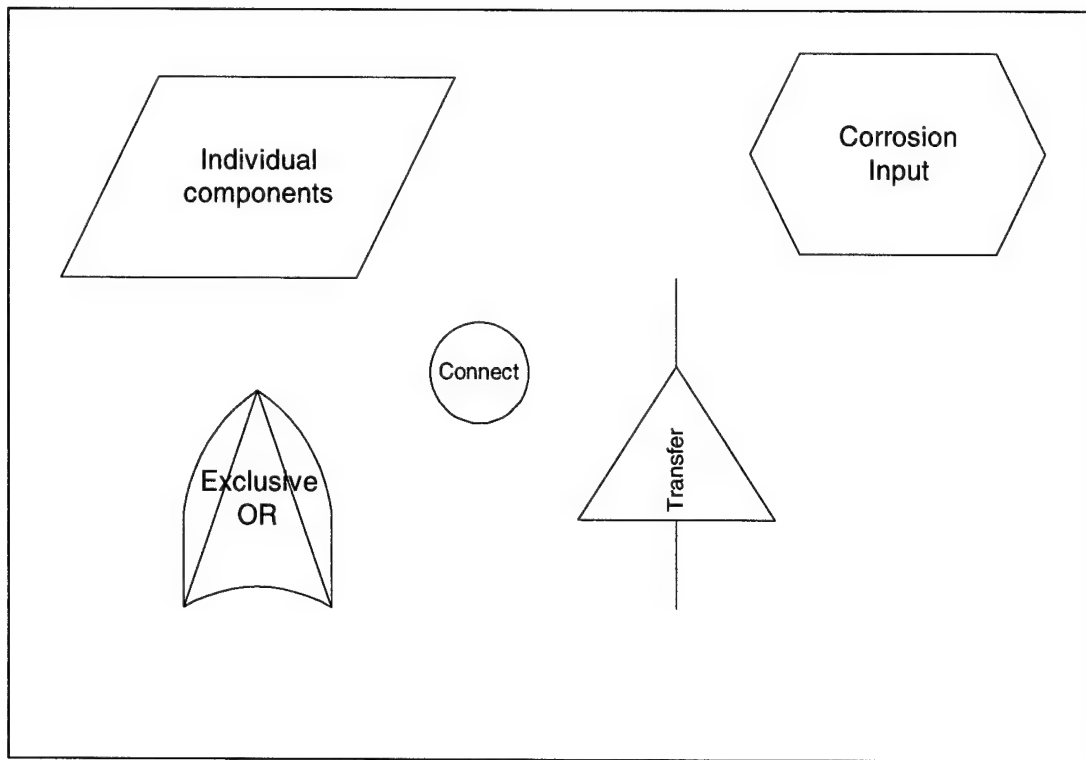 Individual
components
Corrosion
Input
Connect
Exclusive
OR
Transfer